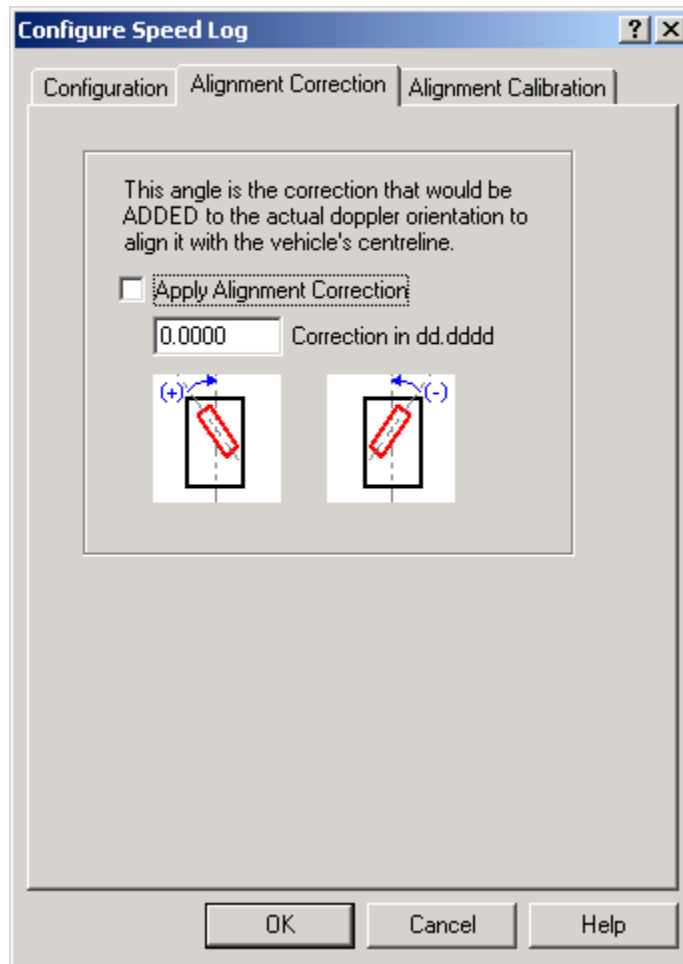 Configure Speed Log
Configuration Alignment Correction Alignment Calibration
This angle is the correction that would be
ADDED to the actual doppler orientation to
align it with the vehicle's centreline.
Apply Alignment Correction
0.0000 Correction in dd.dddd
(+) (-)
OK Cancel Help